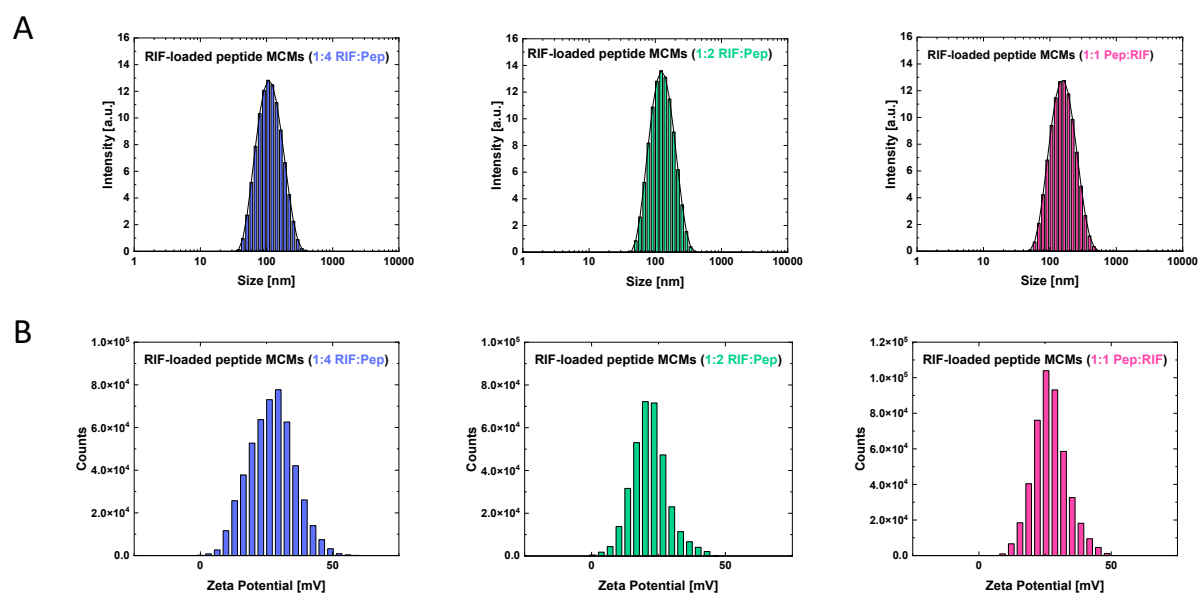 A
RIF-loaded peptide MCMs (1:4 RIF:Pep)
16
14
12
10
8
6
4
2
0
Intensity [a.u.]
1 10 100 1000 10000
Size [nm]
RIF-loaded peptide MCMs (1:2 RIF:Pep)
16
14
12
10
8
6
4
2
0
Intensity [a.u.]
1 10 100 1000 10000
Size [nm]
RIF-loaded peptide MCMs (1:1 Pep:RIF)
16
14
12
10
8
6
4
2
0
Intensity [a.u.]
1 10 100 1000 10000
Size [nm]
B
RIF-loaded peptide MCMs (1:4 RIF:Pep)
1.0×10⁵
8.0×10⁴
6.0×10⁴
4.0×10⁴
2.0×10⁴
0.0
Counts
0 50
Zeta Potential [mV]
RIF-loaded peptide MCMs (1:2 RIF:Pep)
1.0×10⁵
8.0×10⁴
6.0×10⁴
4.0×10⁴
2.0×10⁴
0.0
Counts
0 50
Zeta Potential [mV]
RIF-loaded peptide MCMs (1:1 Pep:RIF)
1.2×10⁵
1.0×10⁵
8.0×10⁴
6.0×10⁴
4.0×10⁴
2.0×10⁴
0.0
Counts
0 50
Zeta Potential [mV]